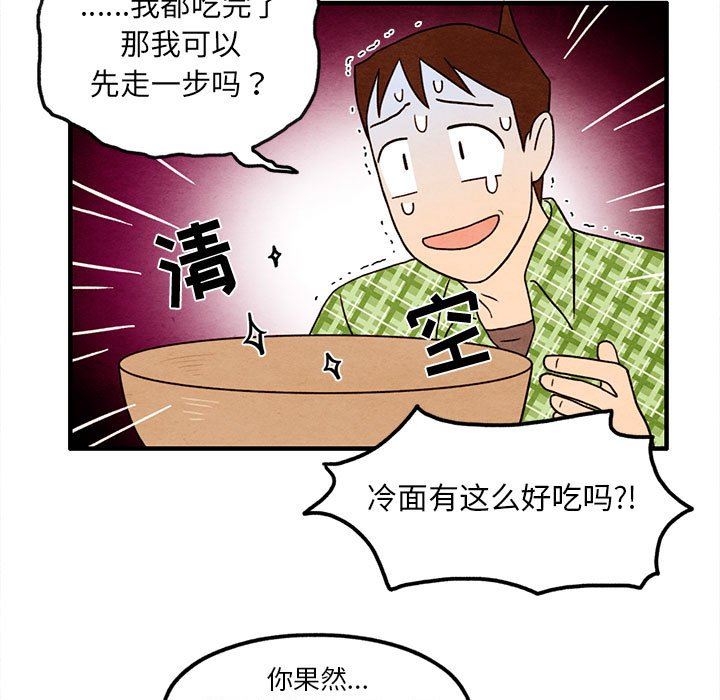 ……我都吃完了
那我可以
先走一步吗？
清
空
冷面有这么好吃吗?!
你果然...